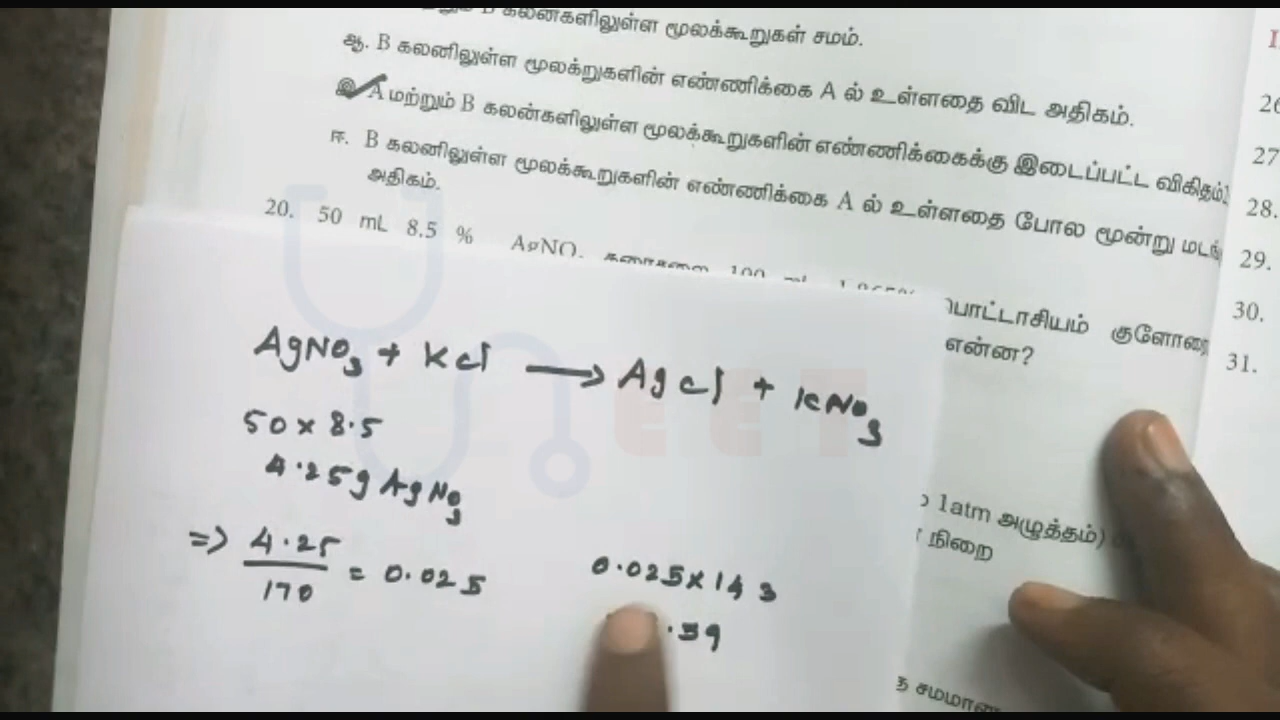 B கலன்களிலுள்ள மூலக்கூறுகள் சமம்.
ஆ. B கலனிலுள்ள மூலக்றுகளின் எண்ணிக்கை A ல் உள்ளதை விட அதிகம்.
இ. A மற்றும் B கலன்களிலுள்ள மூலக்கூறுகளின் எண்ணிக்கைக்கு இடைப்பட்ட விகிதம்
ஈ. B கலனிலுள்ள மூலக்கூறுகளின் எண்ணிக்கை A ல் உள்ளதை போல மூன்று
அதிகம்.
20. 50 mL 8.5 % AgNO 100 பொட்டாசியம்
என்ன?
AgNO3 + KCl → AgCl + KNO3
50 × 8.5
4.25g AgNO3
=> 4.25
170
= 0.025
0.025 × 143
1atm அழுத்தம்)
நிறை
26
27
28.
29.
30.
31.